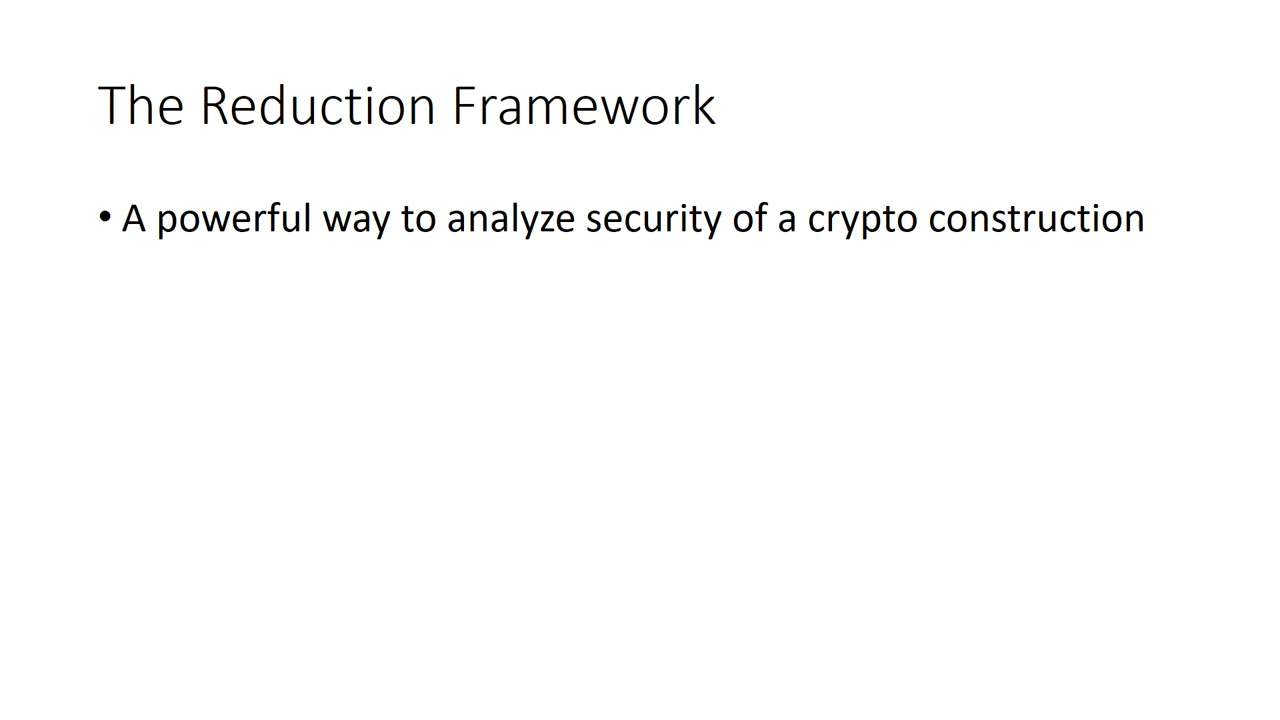 The Reduction Framework
• A powerful way to analyze security of a crypto construction